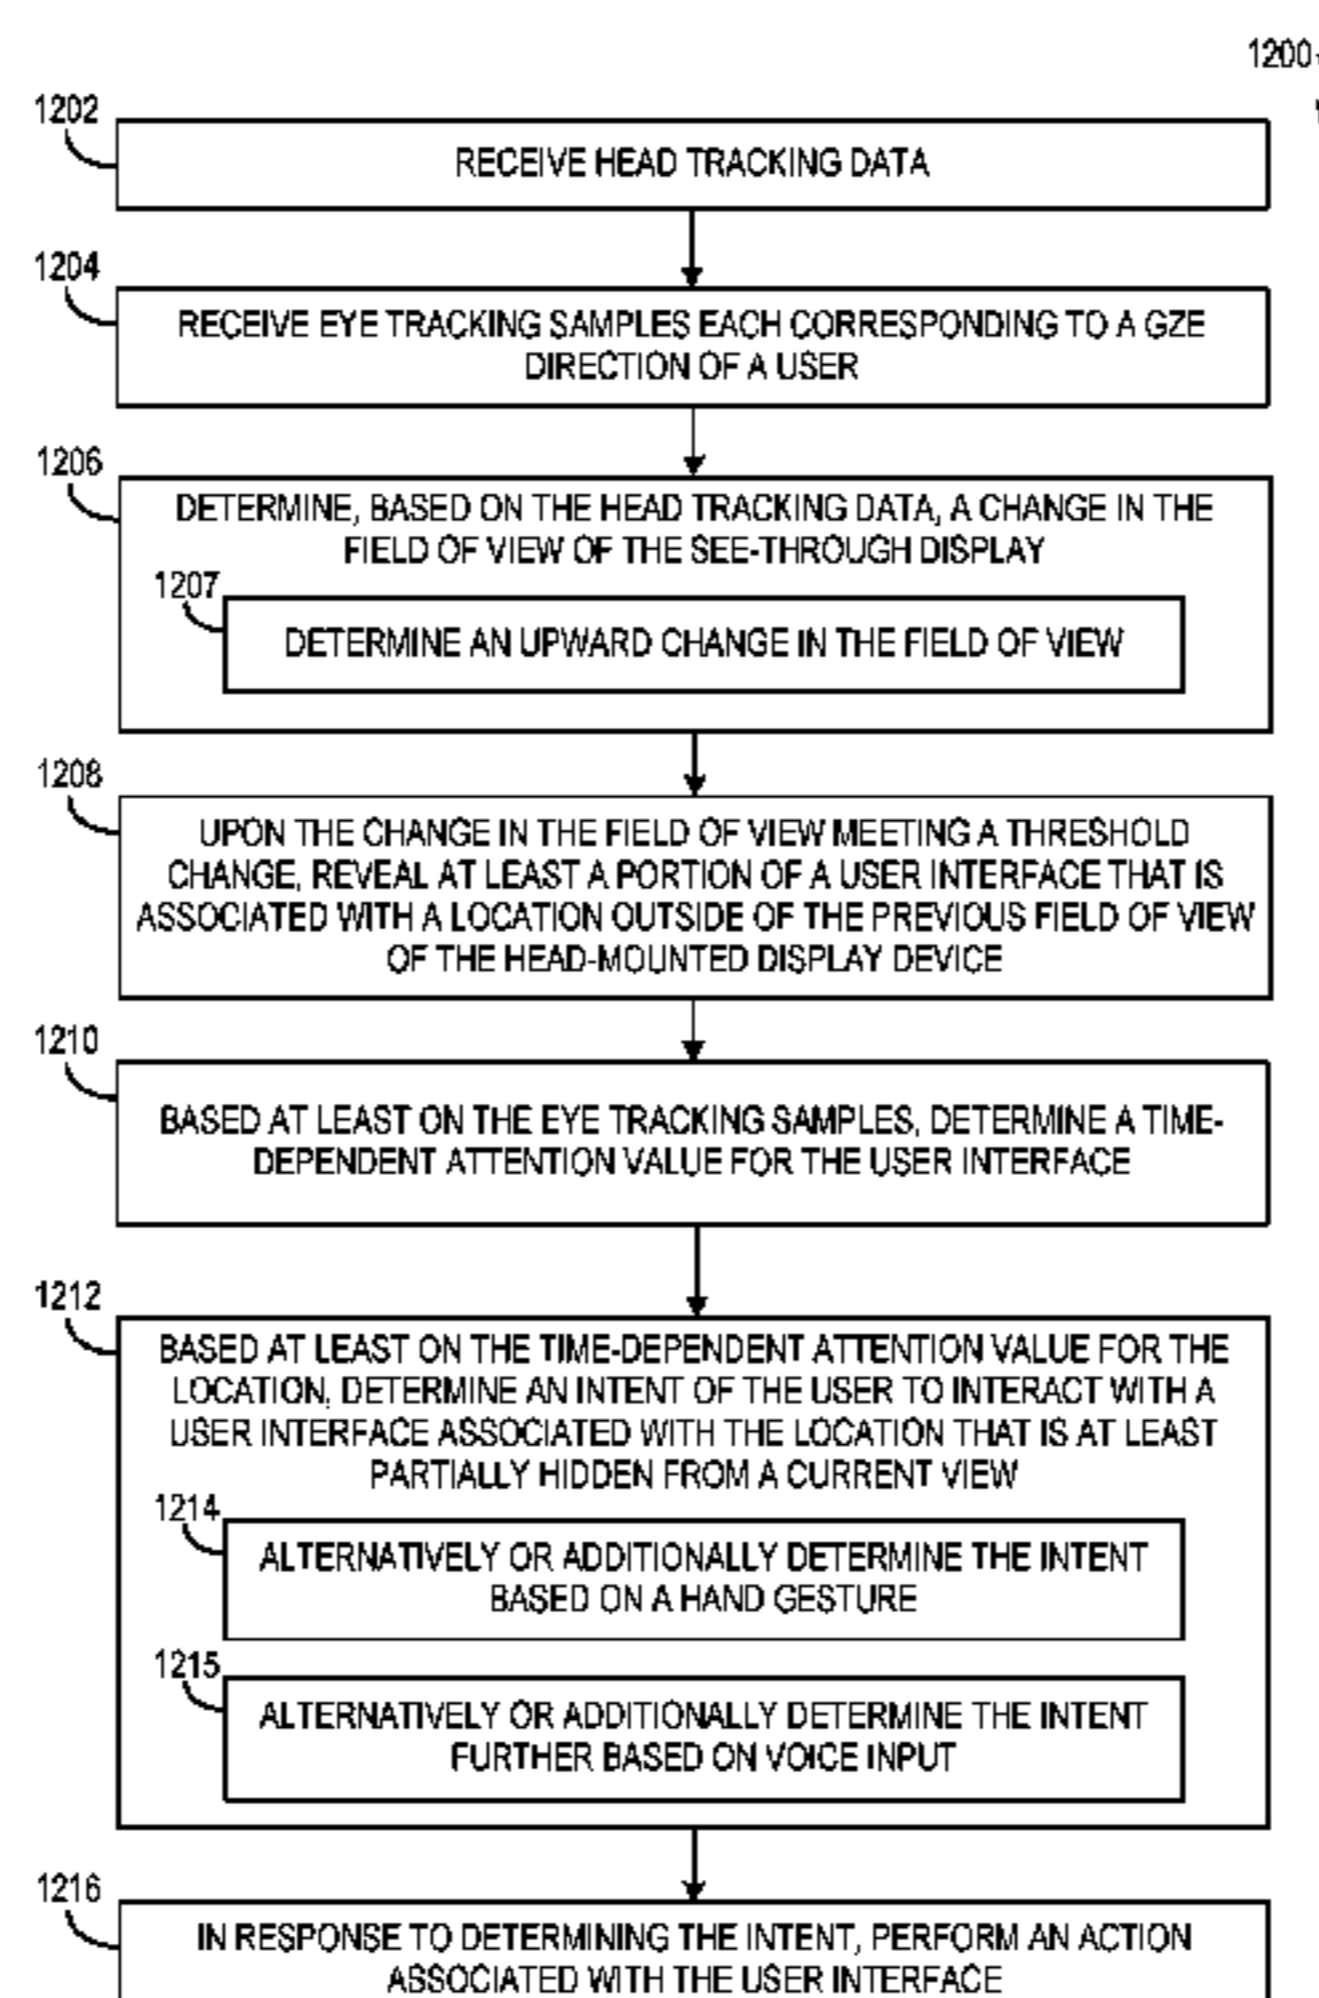 1200
1202
RECEIVE HEAD TRACKING DATA
1204
RECEIVE EYE TRACKING SAMPLES EACH CORRESPONDING TO A GZE
DIRECTION OF A USER
1206
DETERMINE, BASED ON THE HEAD TRACKING DATA, A CHANGE IN THE
FIELD OF VIEW OF THE SEE-THROUGH DISPLAY
1207
DETERMINE AN UPWARD CHANGE IN THE FIELD OF VIEW
1208
UPON THE CHANGE IN THE FIELD OF VIEW MEETING A THRESHOLD
CHANGE, REVEAL AT LEAST A PORTION OF A USER INTERFACE THAT IS
ASSOCIATED WITH A LOCATION OUTSIDE OF THE PREVIOUS FIELD OF VIEW
OF THE HEAD-MOUNTED DISPLAY DEVICE
1210
BASED AT LEAST ON THE EYE TRACKING SAMPLES, DETERMINE A TIME-
DEPENDENT ATTENTION VALUE FOR THE USER INTERFACE
1212
BASED AT LEAST ON THE TIME-DEPENDENT ATTENTION VALUE FOR THE
LOCATION, DETERMINE AN INTENT OF THE USER TO INTERACT WITH A
USER INTERFACE ASSOCIATED WITH THE LOCATION THAT IS AT LEAST
PARTIALLY HIDDEN FROM A CURRENT VIEW
1214
ALTERNATIVELY OR ADDITIONALLY DETERMINE THE INTENT
BASED ON A HAND GESTURE
1215
ALTERNATIVELY OR ADDITIONALLY DETERMINE THE INTENT
FURTHER BASED ON VOICE INPUT
1216
IN RESPONSE TO DETERMINING THE INTENT, PERFORM AN ACTION
ASSOCIATED WITH THE USER INTERFACE